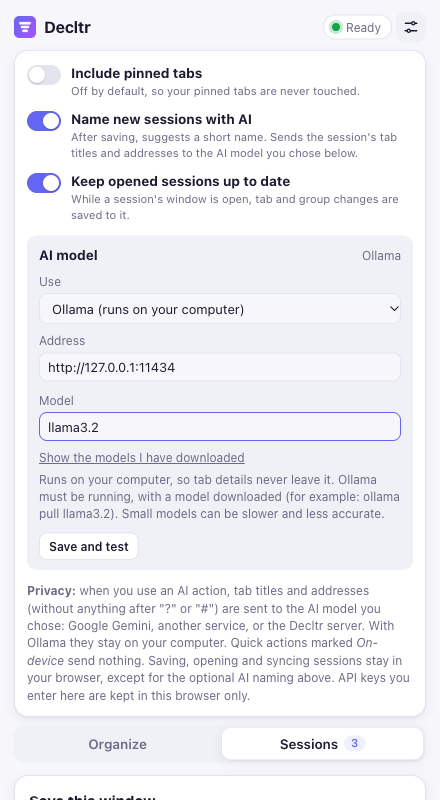 Decltr
Ready
Include pinned tabs
Off by default, so your pinned tabs are never touched.
Name new sessions with AI
After saving, suggests a short name. Sends the session's tab
titles and addresses to the AI model you chose below.
Keep opened sessions up to date
While a session's window is open, tab and group changes are
saved to it.
AI model
Ollama
Use
Ollama (runs on your computer)
Address
http://127.0.0.1:11434
Model
llama3.2
Show the models I have downloaded
Runs on your computer, so tab details never leave it. Ollama
must be running, with a model downloaded (for example: ollama
pull llama3.2). Small models can be slower and less accurate.
Save and test
Privacy: when you use an AI action, tab titles and addresses
(without anything after "?" or "#") are sent to the AI model you
chose: Google Gemini, another service, or the Decltr server. With
Ollama they stay on your computer. Quick actions marked On-
device send nothing. Saving, opening and syncing sessions stay in
your browser, except for the optional AI naming above. API keys you
enter here are kept in this browser only.
Organize
Sessions 3
Save this window